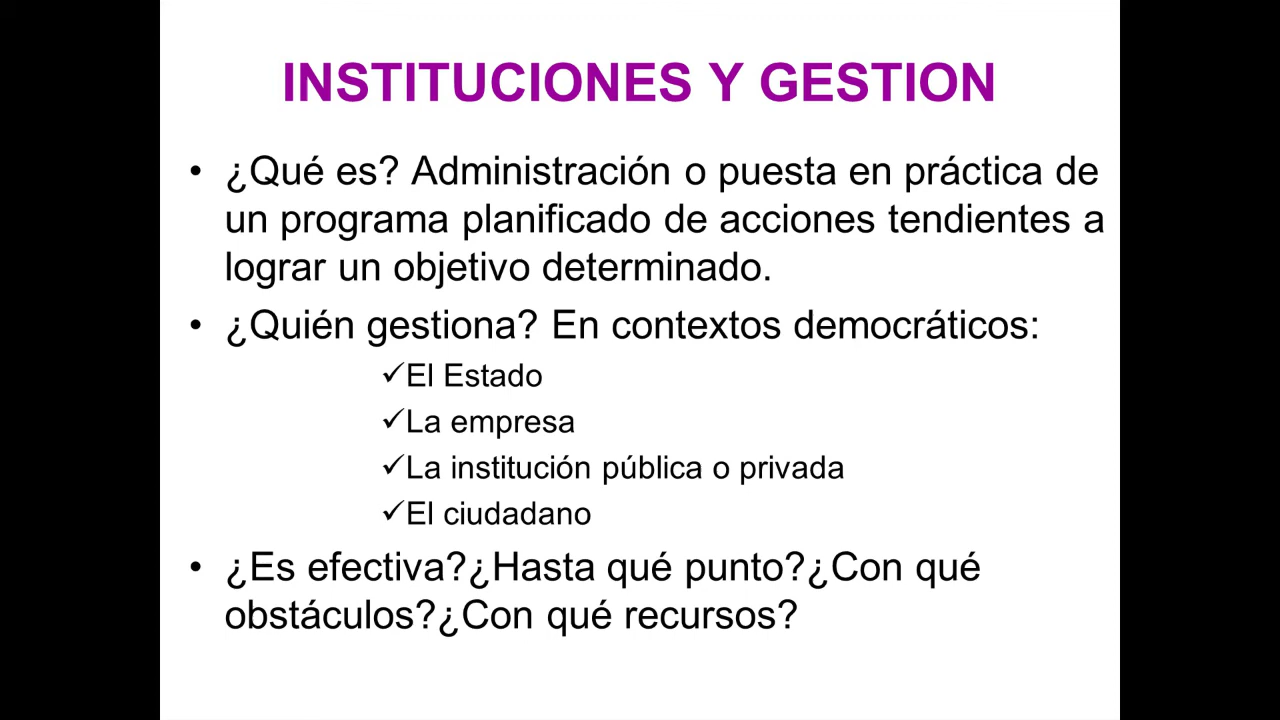 INSTITUCIONES Y GESTION
• ¿Qué es? Administración o puesta en práctica de
un programa planificado de acciones tendientes a
lograr un objetivo determinado.
• ¿Quién gestiona? En contextos democráticos:
✓El Estado
✓La empresa
✓La institución pública o privada
✓El ciudadano
• ¿Es efectiva?¿Hasta qué punto?¿Con qué
obstáculos?¿Con qué recursos?